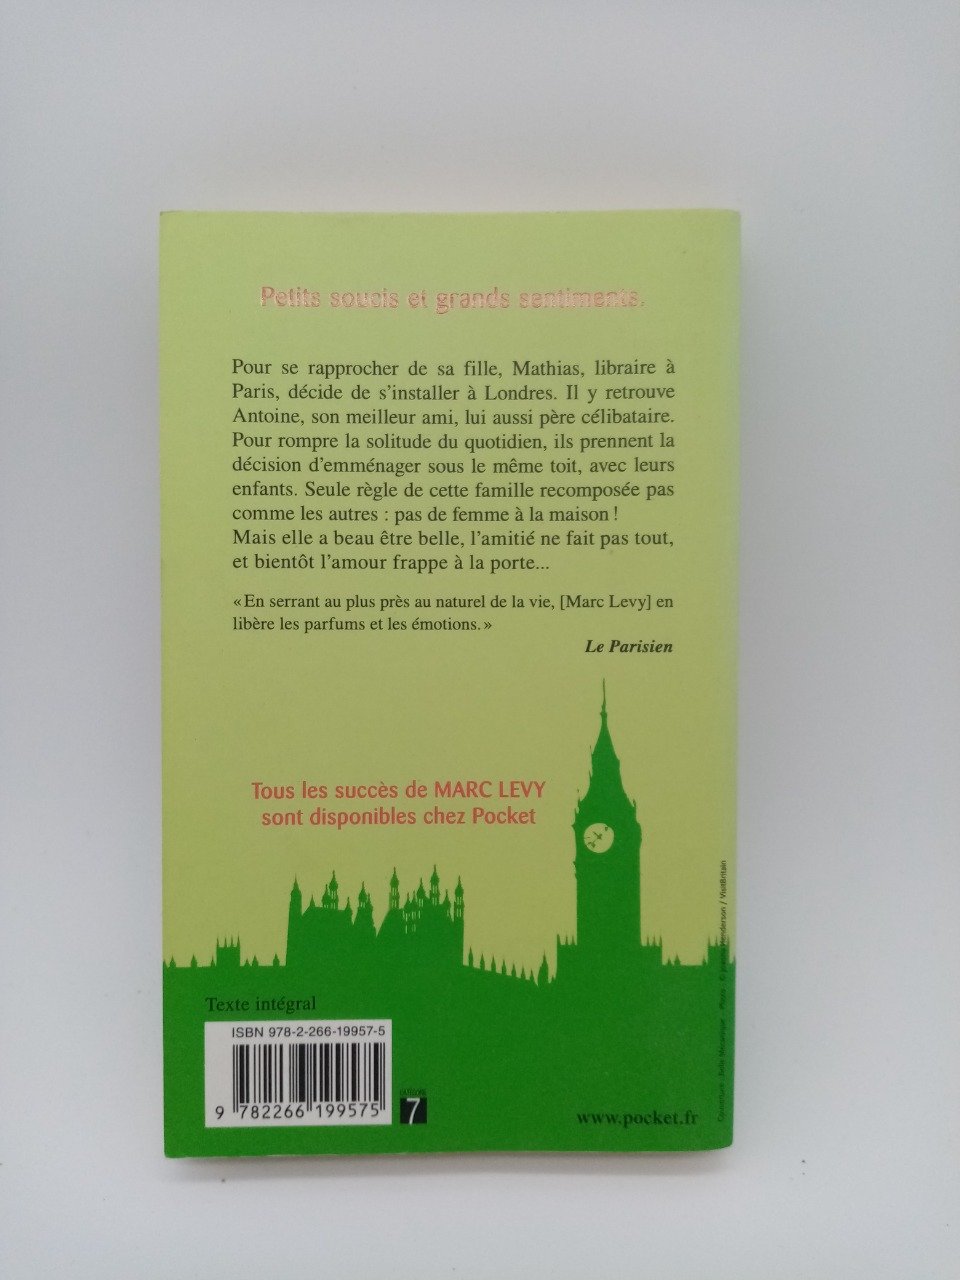 Petits soucis et grands sentiments.
Pour se rapprocher de sa fille, Mathias, libraire à
Paris, décide de s'installer à Londres. Il y retrouve
Antoine, son meilleur ami, lui aussi père célibataire.
Pour rompre la solitude du quotidien, ils prennent la
décision d'emménager sous le même toit, avec leurs
enfants. Seule règle de cette famille recomposée pas
comme les autres : pas de femme à la maison !
Mais elle a beau être belle, l'amitié ne fait pas tout,
et bientôt l'amour frappe à la porte...
« En serrant au plus près au naturel de la vie, [Marc Levy] en
libère les parfums et les émotions. »
Le Parisien
Tous les succès de MARC LEVY
sont disponibles chez Pocket
Texte intégral
ISBN 978-2-266-19957-5
9 782266 199575
CATÉGORIE
7
www.pocket.fr
Henderson / VisitBritain